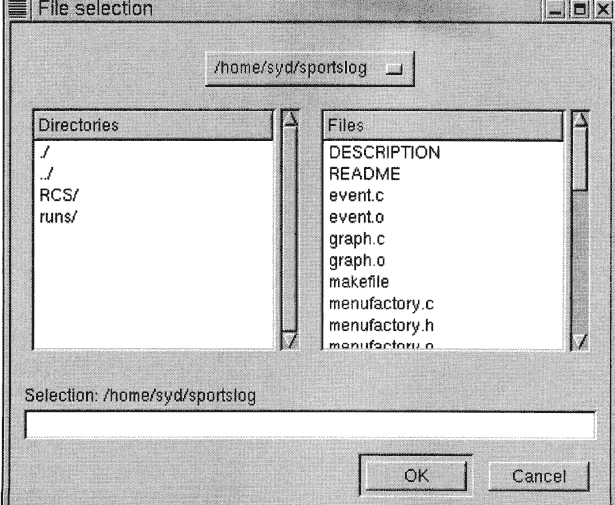 File selection
/home/syd/sportslog
Directories
./
../
RCS/
runs/
Files
DESCRIPTION
README
event.c
event.o
graph.c
graph.o
makefile
menufactory.c
menufactory.h
menufactory.o
Selection: /home/syd/sportslog
OK
Cancel